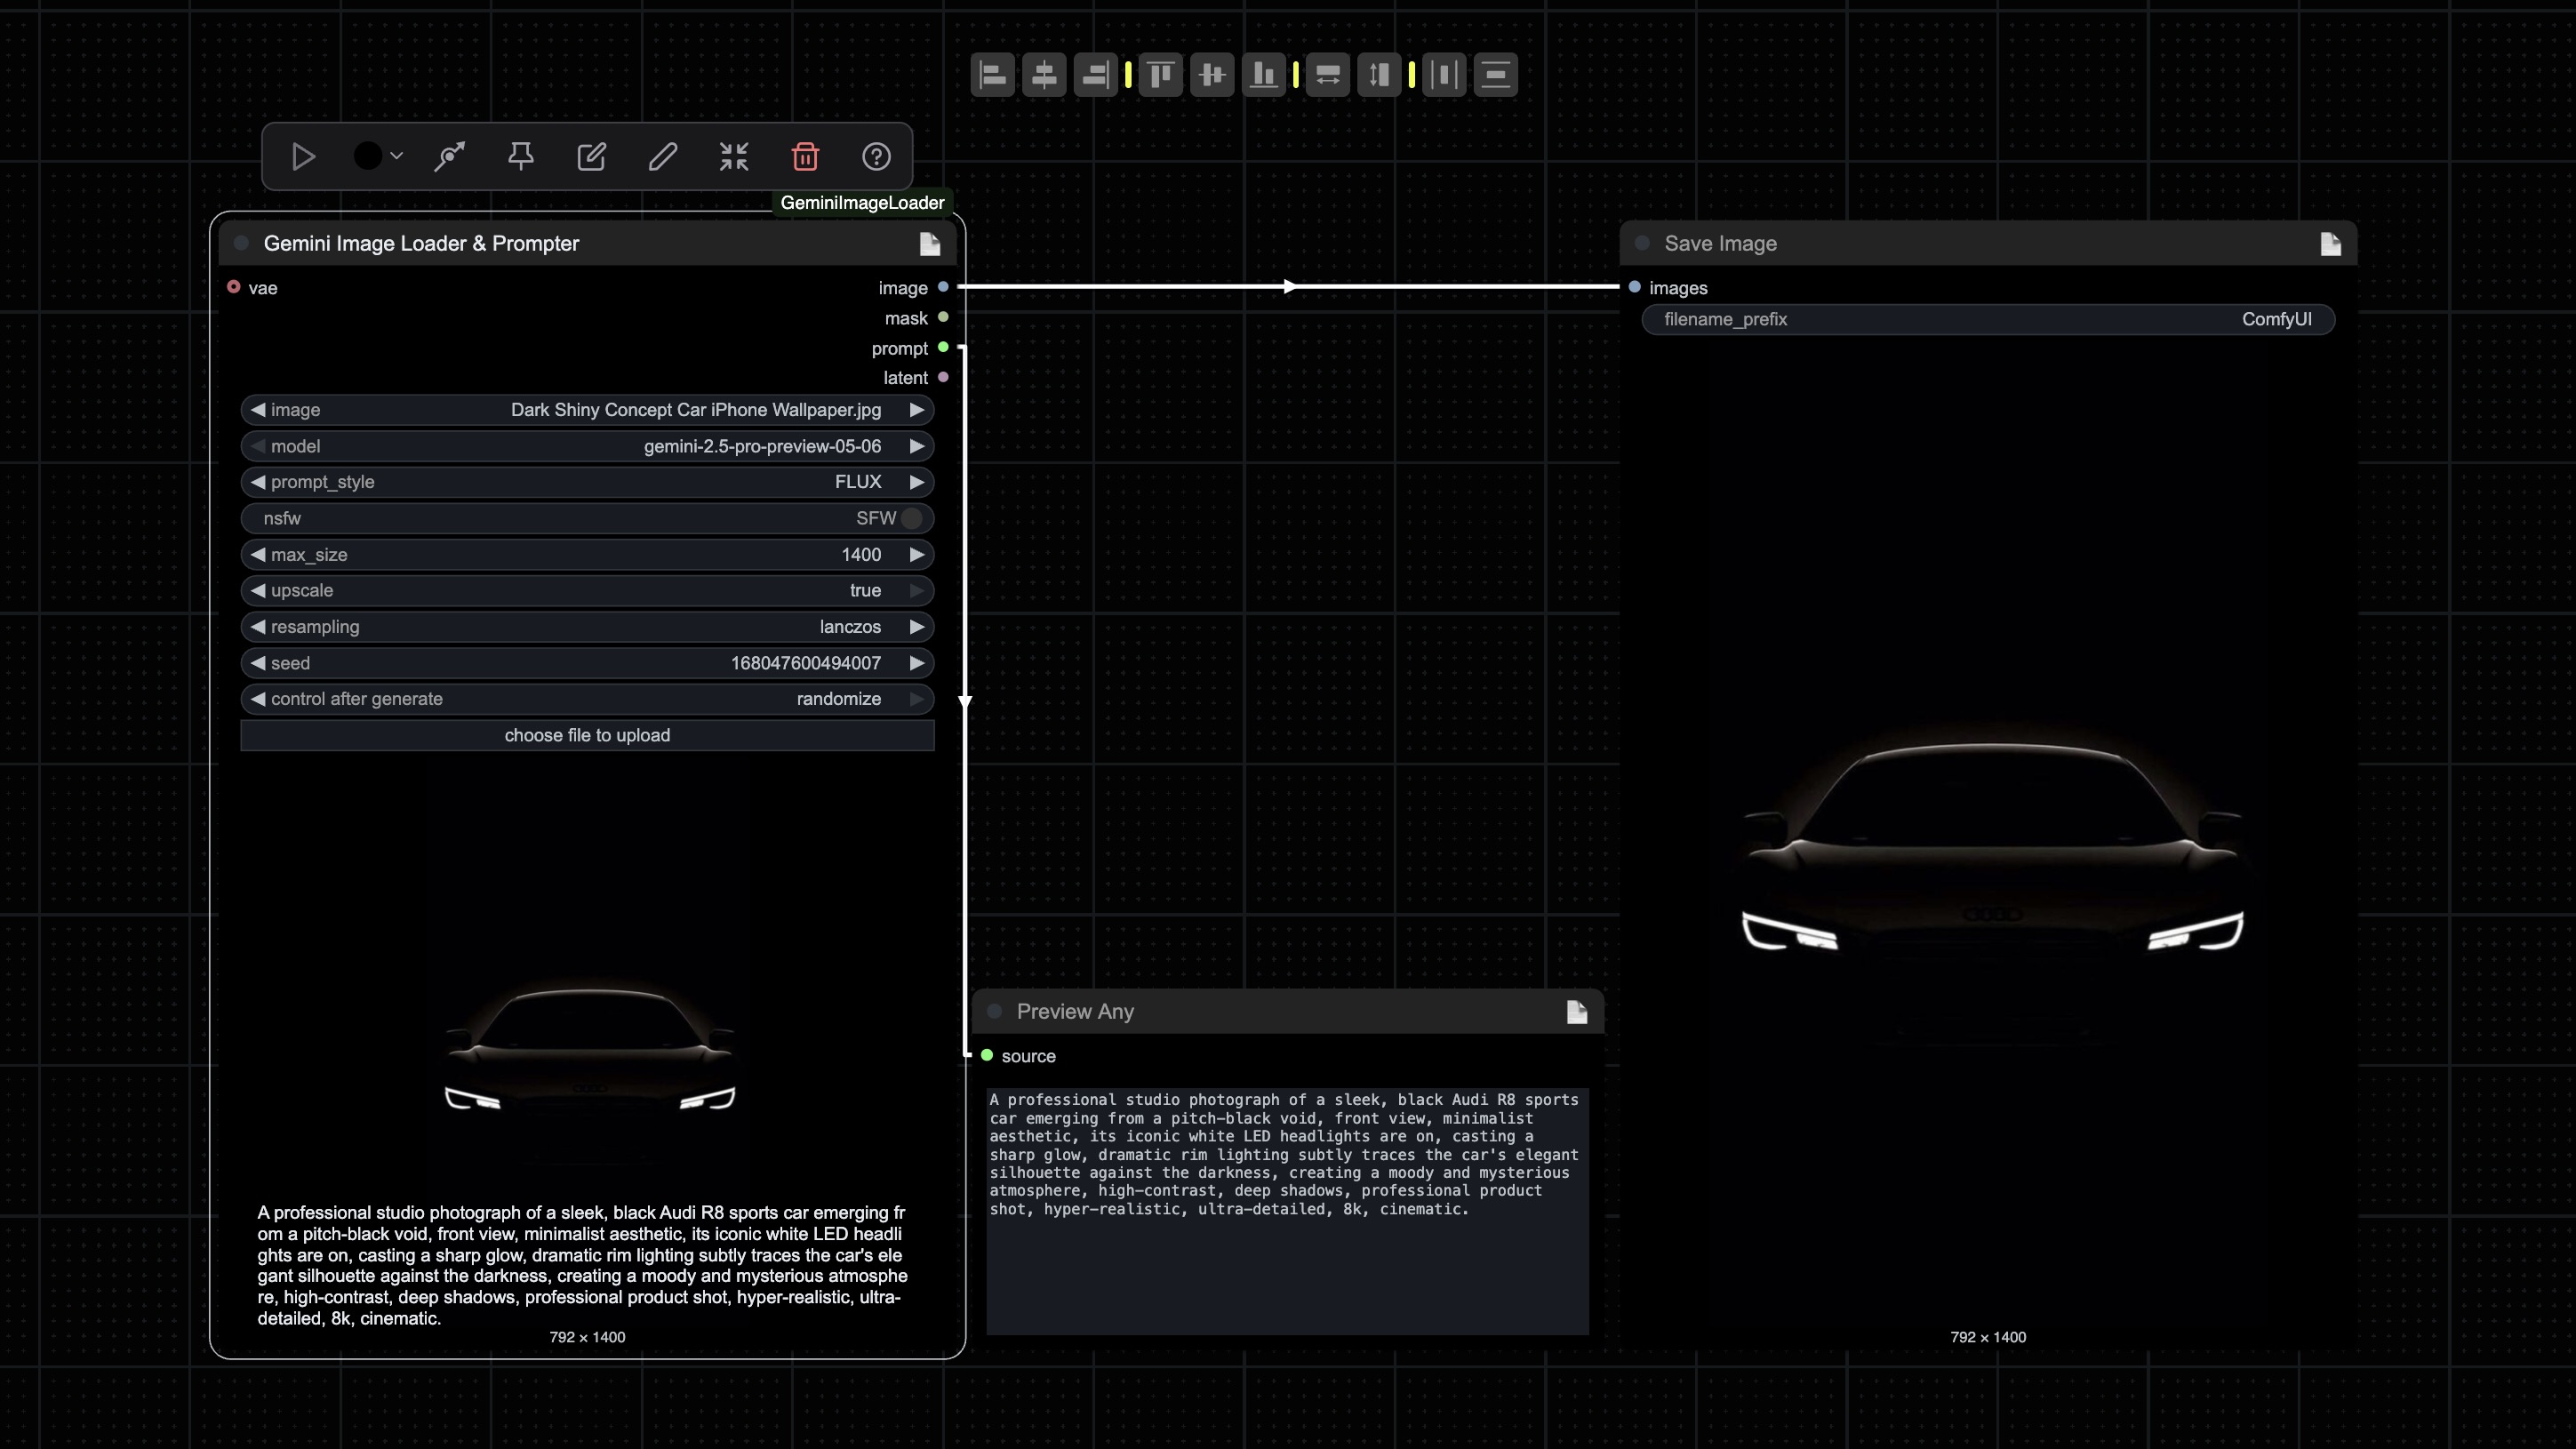 GeminiImageLoader
Gemini Image Loader & Prompter
vae
image
mask
prompt
latent
image Dark Shiny Concept Car iPhone Wallpaper.jpg
model gemini-2.5-pro-preview-05-06
prompt_style FLUX
nsfw SFW
max_size 1400
upscale true
resampling lanczos
seed 168047600494007
control after generate randomize
choose file to upload
A professional studio photograph of a sleek, black Audi R8 sports car emerging fr
om a pitch-black void, front view, minimalist aesthetic, its iconic white LED headli
ghts are on, casting a sharp glow, dramatic rim lighting subtly traces the car's ele
gant silhouette against the darkness, creating a moody and mysterious atmosphe
re, high-contrast, deep shadows, professional product shot, hyper-realistic, ultra-
detailed, 8k, cinematic.
792 × 1400
Preview Any
source
A professional studio photograph of a sleek, black Audi R8 sports
car emerging from a pitch-black void, front view, minimalist
aesthetic, its iconic white LED headlights are on, casting a
sharp glow, dramatic rim lighting subtly traces the car's elegant
silhouette against the darkness, creating a moody and mysterious
atmosphere, high-contrast, deep shadows, professional product
shot, hyper-realistic, ultra-detailed, 8k, cinematic.
Save Image
images
filename_prefix ComfyUI
792 × 1400